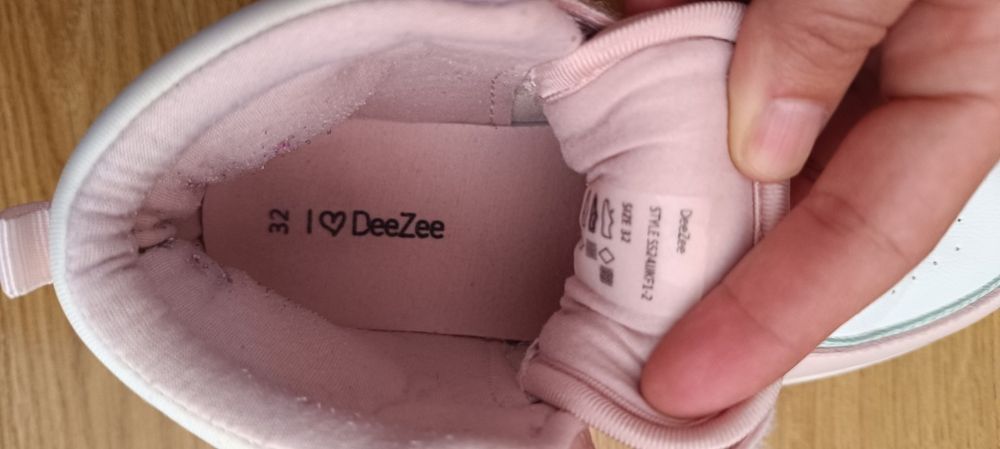 32
I ♡ DeeZee
DeeZee
STYLE SS24UKF1-2
SIZE 32